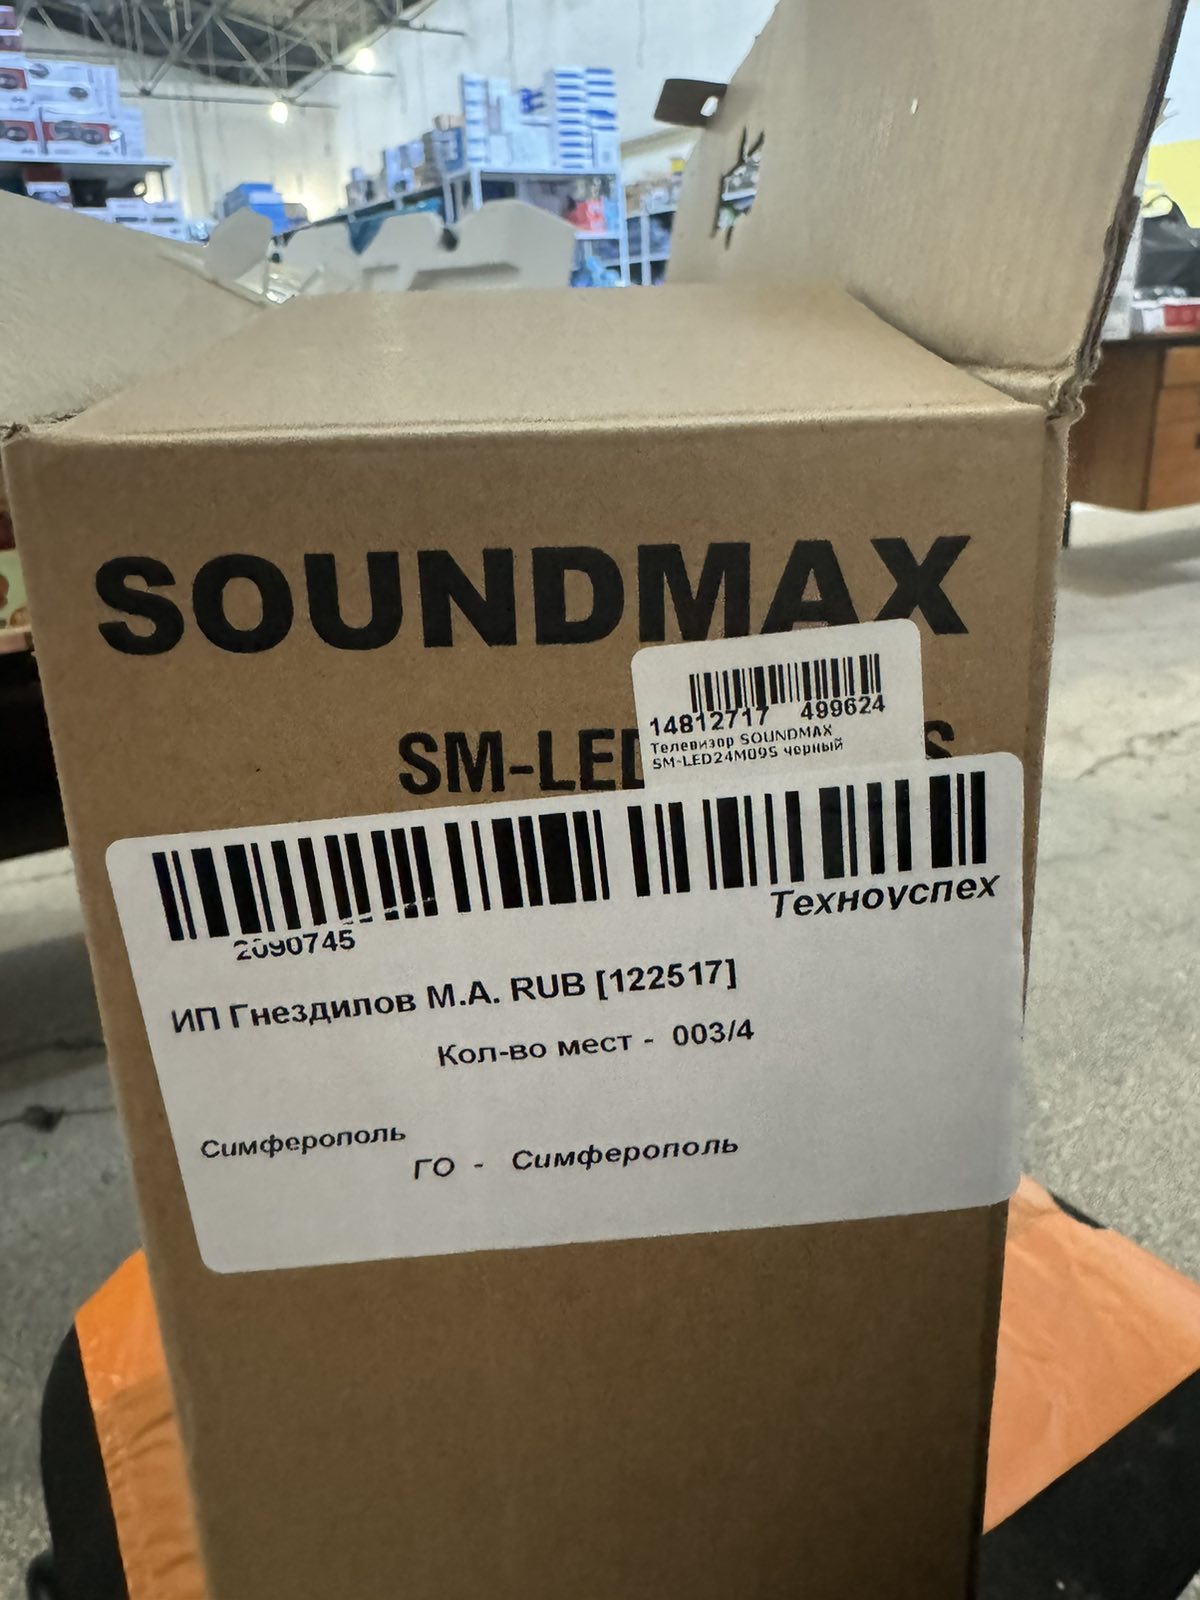 SOUNDMAX
14812717 499624
Телевизор SOUNDMAX
SM-LED24M09S черный
SM-LED S
Техноуспех
2090745
ИП Гнездилов М.А. RUB [122517]
Кол-во мест - 003/4
Симферополь
ГО - Симферополь